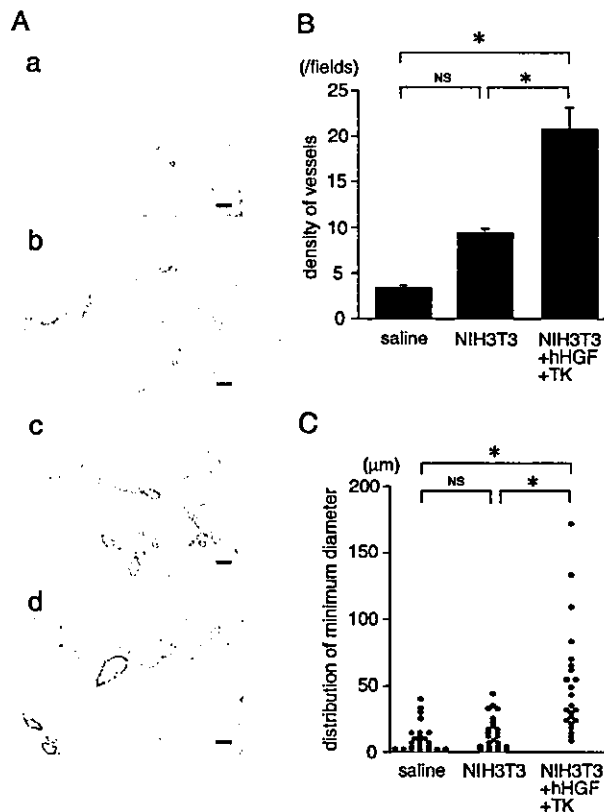 A
a
b
c
d
B
*
NS *
(/fields)
density of vessels
25
20
15
10
5
0
saline NIH3T3 NIH3T3
+hHGF
+TK
C
*
(μm)
NS *
distribution of minimum diameter
200
150
100
50
0
saline NIH3T3 NIH3T3
+hHGF
+TK